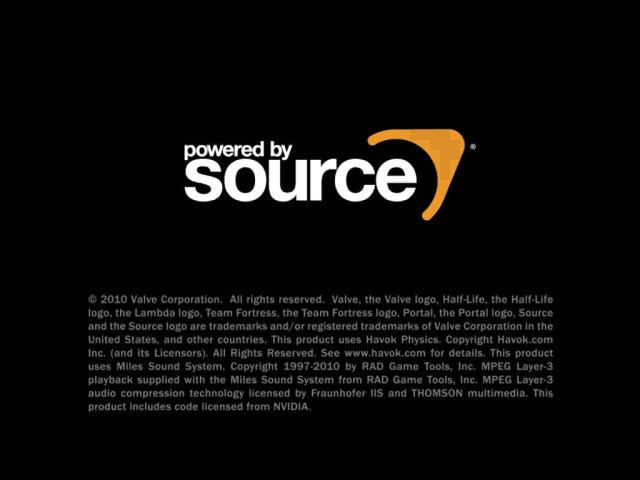 powered by
source®
© 2010 Valve Corporation.  All rights reserved.  Valve, the Valve logo, Half-Life, the Half-Life
logo, the Lambda logo, Team Fortress, the Team Fortress logo, Portal, the Portal logo, Source
and the Source logo are trademarks and/or registered trademarks of Valve Corporation in the
United States, and other countries. This product uses Havok Physics. Copyright Havok.com
Inc. (and its Licensors). All Rights Reserved. See www.havok.com for details. This product
uses Miles Sound System. Copyright 1997-2010 by RAD Game Tools, Inc. MPEG Layer-3
playback supplied with the Miles Sound System from RAD Game Tools, Inc. MPEG Layer-3
audio compression technology licensed by Fraunhofer IIS and THOMSON multimedia. This
product includes code licensed from NVIDIA.